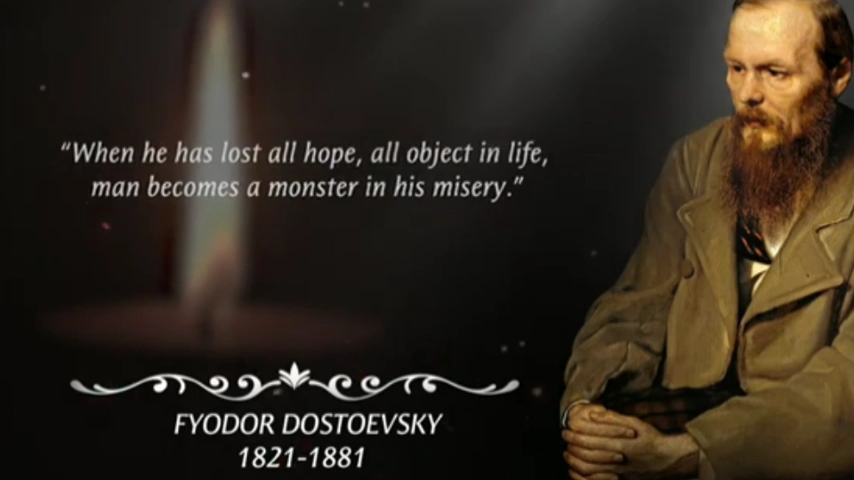 “When he has lost all hope, all object in life,
man becomes a monster in his misery.”
FYODOR DOSTOEVSKY
1821-1881